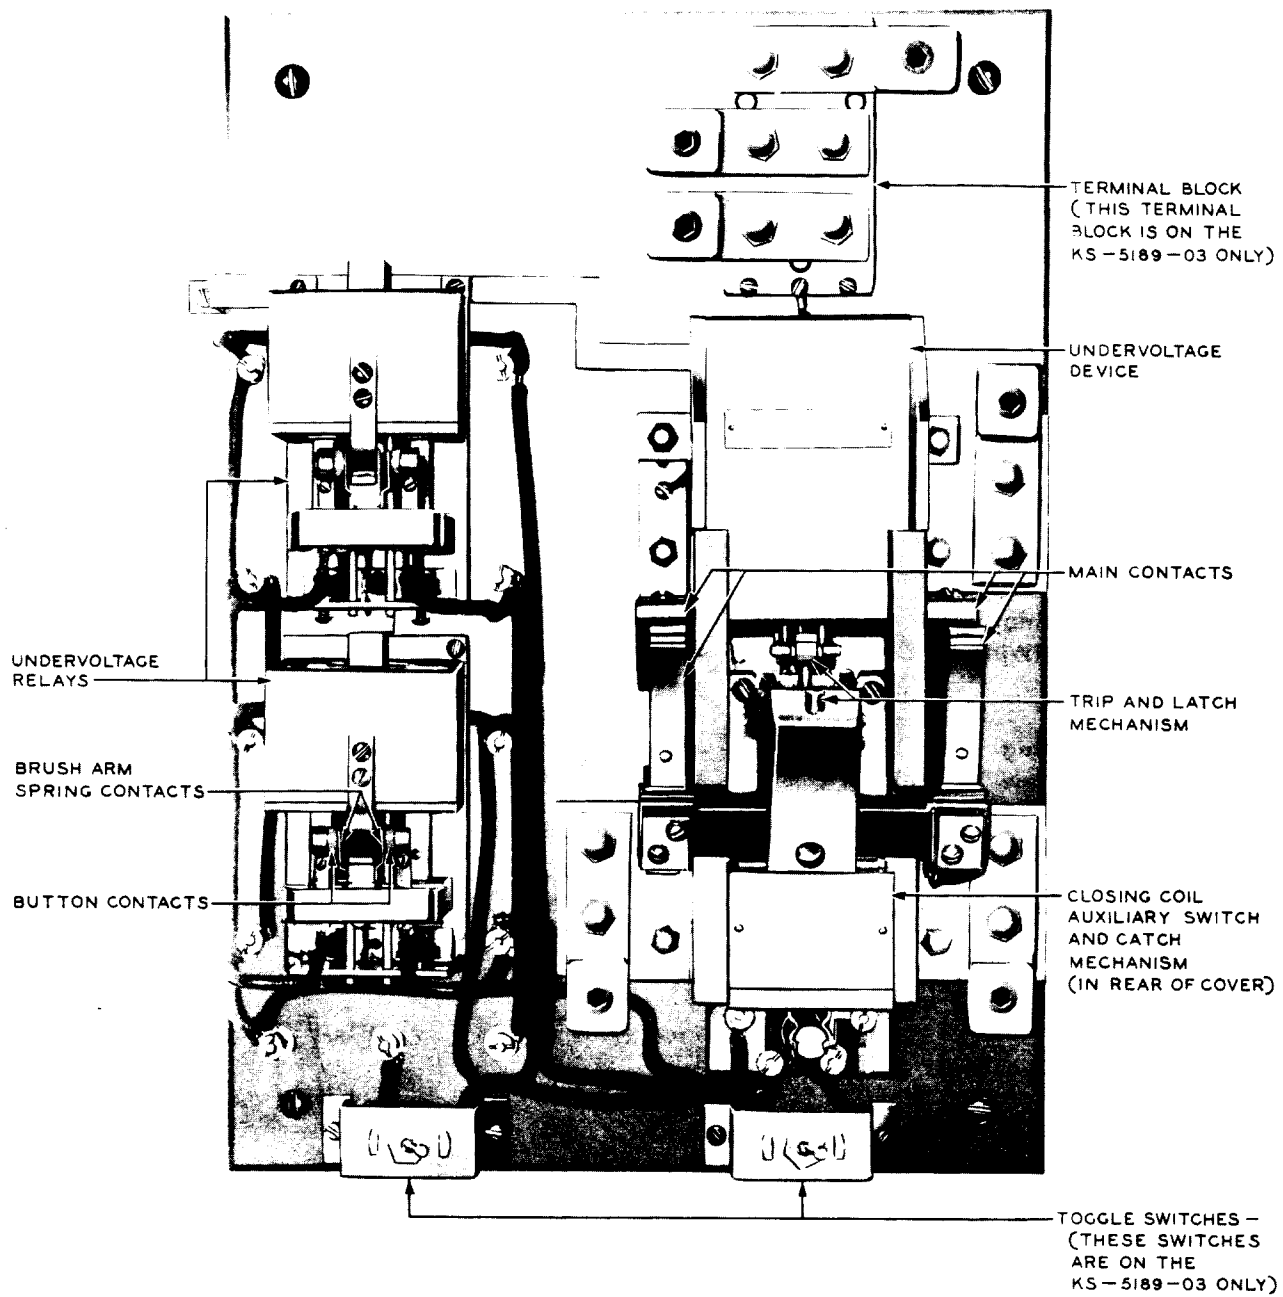 TERMINAL BLOCK
(THIS TERMINAL
BLOCK IS ON THE
KS-5189-03 ONLY)
UNDERVOLTAGE
DEVICE
MAIN CONTACTS
UNDERVOLTAGE
RELAYS
TRIP AND LATCH
MECHANISM
BRUSH ARM
SPRING CONTACTS
BUTTON CONTACTS
CLOSING COIL
AUXILIARY SWITCH
AND CATCH
MECHANISM
(IN REAR OF COVER)
TOGGLE SWITCHES-
(THESE SWITCHES
ARE ON THE
KS-5189-03 ONLY)